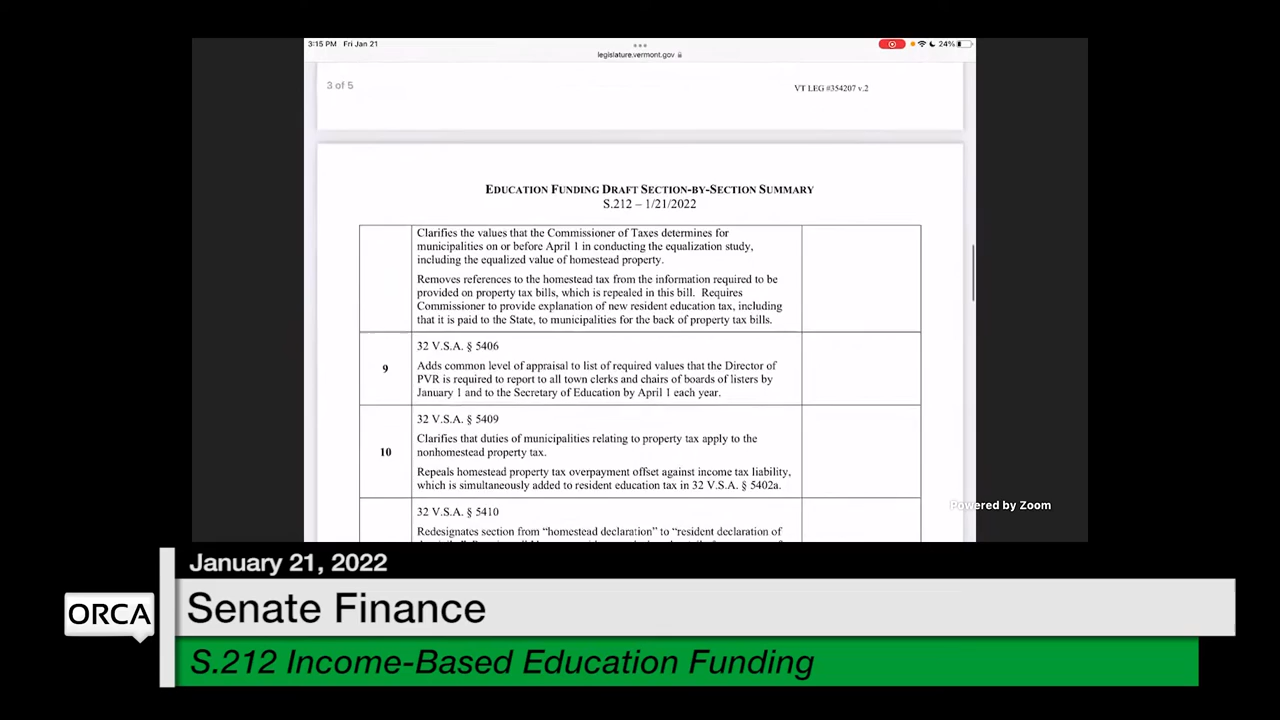 3:15 PM Fri Jan 21
24%
legislature.vermont.gov
3 of 5
VT LEG #354207 v.2
EDUCATION FUNDING DRAFT SECTION-BY-SECTION SUMMARY
S.212 – 1/21/2022
Clarifies the values that the Commissioner of Taxes determines for
municipalities on or before April 1 in conducting the equalization study,
including the equalized value of homestead property.
Removes references to the homestead tax from the information required to be
provided on property tax bills, which is repealed in this bill. Requires
Commissioner to provide explanation of new resident education tax, including
that it is paid to the State, to municipalities for the back of property tax bills.
9
32 V.S.A. § 5406
Adds common level of appraisal to list of required values that the Director of
PVR is required to report to all town clerks and chairs of boards of listers by
January 1 and to the Secretary of Education by April 1 each year.
10
32 V.S.A. § 5409
Clarifies that duties of municipalities relating to property tax apply to the
nonhomestead property tax.
Repeals homestead property tax overpayment offset against income tax liability,
which is simultaneously added to resident education tax in 32 V.S.A. § 5402a.
32 V.S.A. § 5410
Redesignates section from “homestead declaration” to “resident declaration of
Powered by Zoom
January 21, 2022
ORCA
Senate Finance
S.212 Income-Based Education Funding